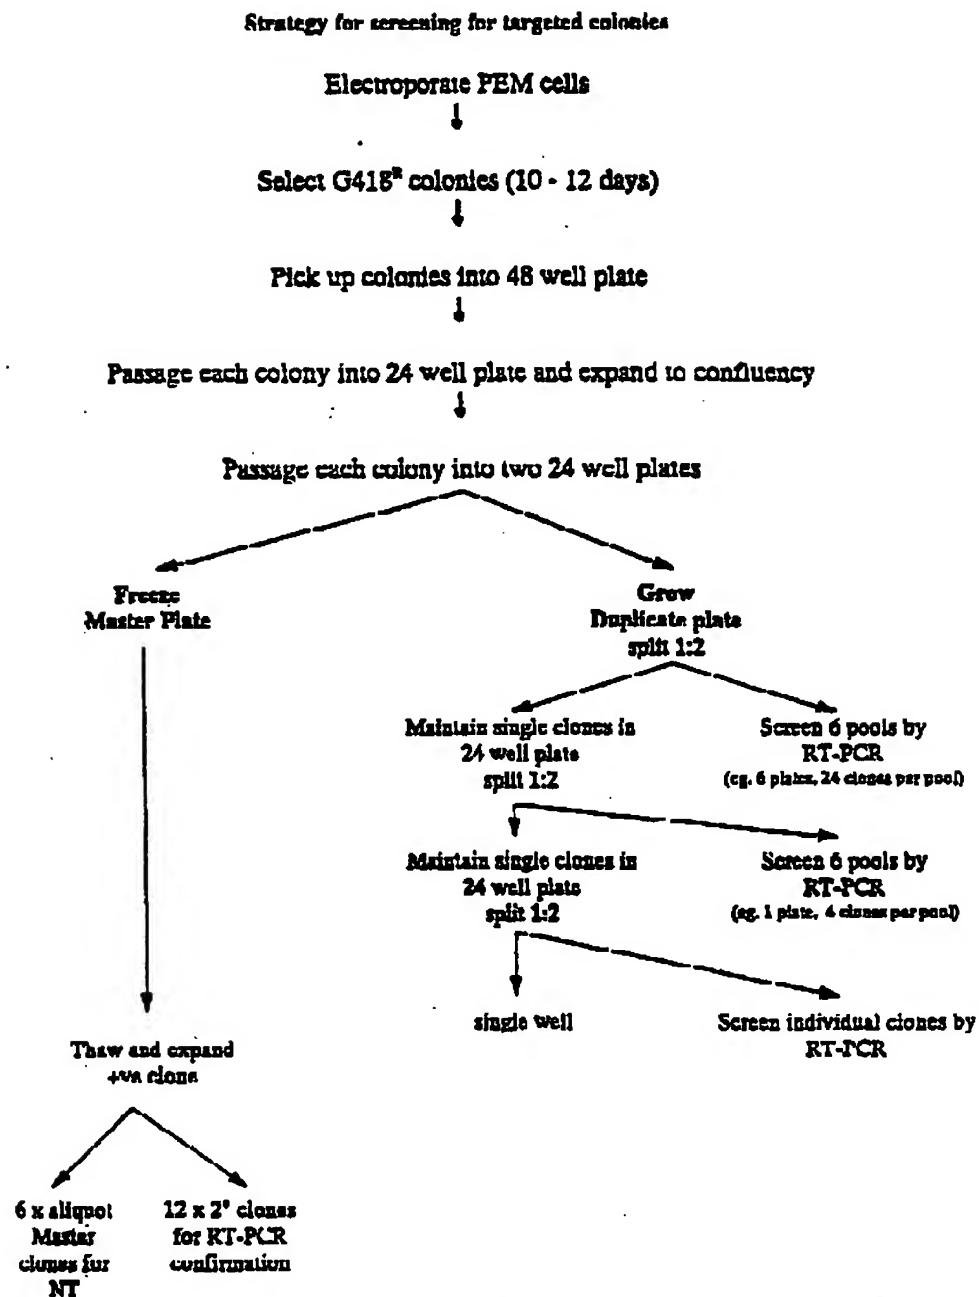 Strategy for screening for targeted colonies
Electroporate PEM cells
Select G418ᴿ colonies (10 - 12 days)
Pick up colonies into 48 well plate
Passage each colony into 24 well plate and expand to confluency
Passage each colony into two 24 well plates
Freeze
Master Plate
Grow
Duplicate plate
split 1:2
Maintain single clones in
24 well plate
split 1:2
Screen 6 pools by
RT-PCR
(eg. 6 plates, 24 clones per pool)
Maintain single clones in
24 well plate
split 1:2
Screen 6 pools by
RT-PCR
(eg. 1 plate, 4 clones per pool)
single well
Screen individual clones by
RT-PCR
Thaw and expand
+ve clone
6 x aliquot
Master
clones for
NT
12 x 2° clones
for RT-PCR
confirmation